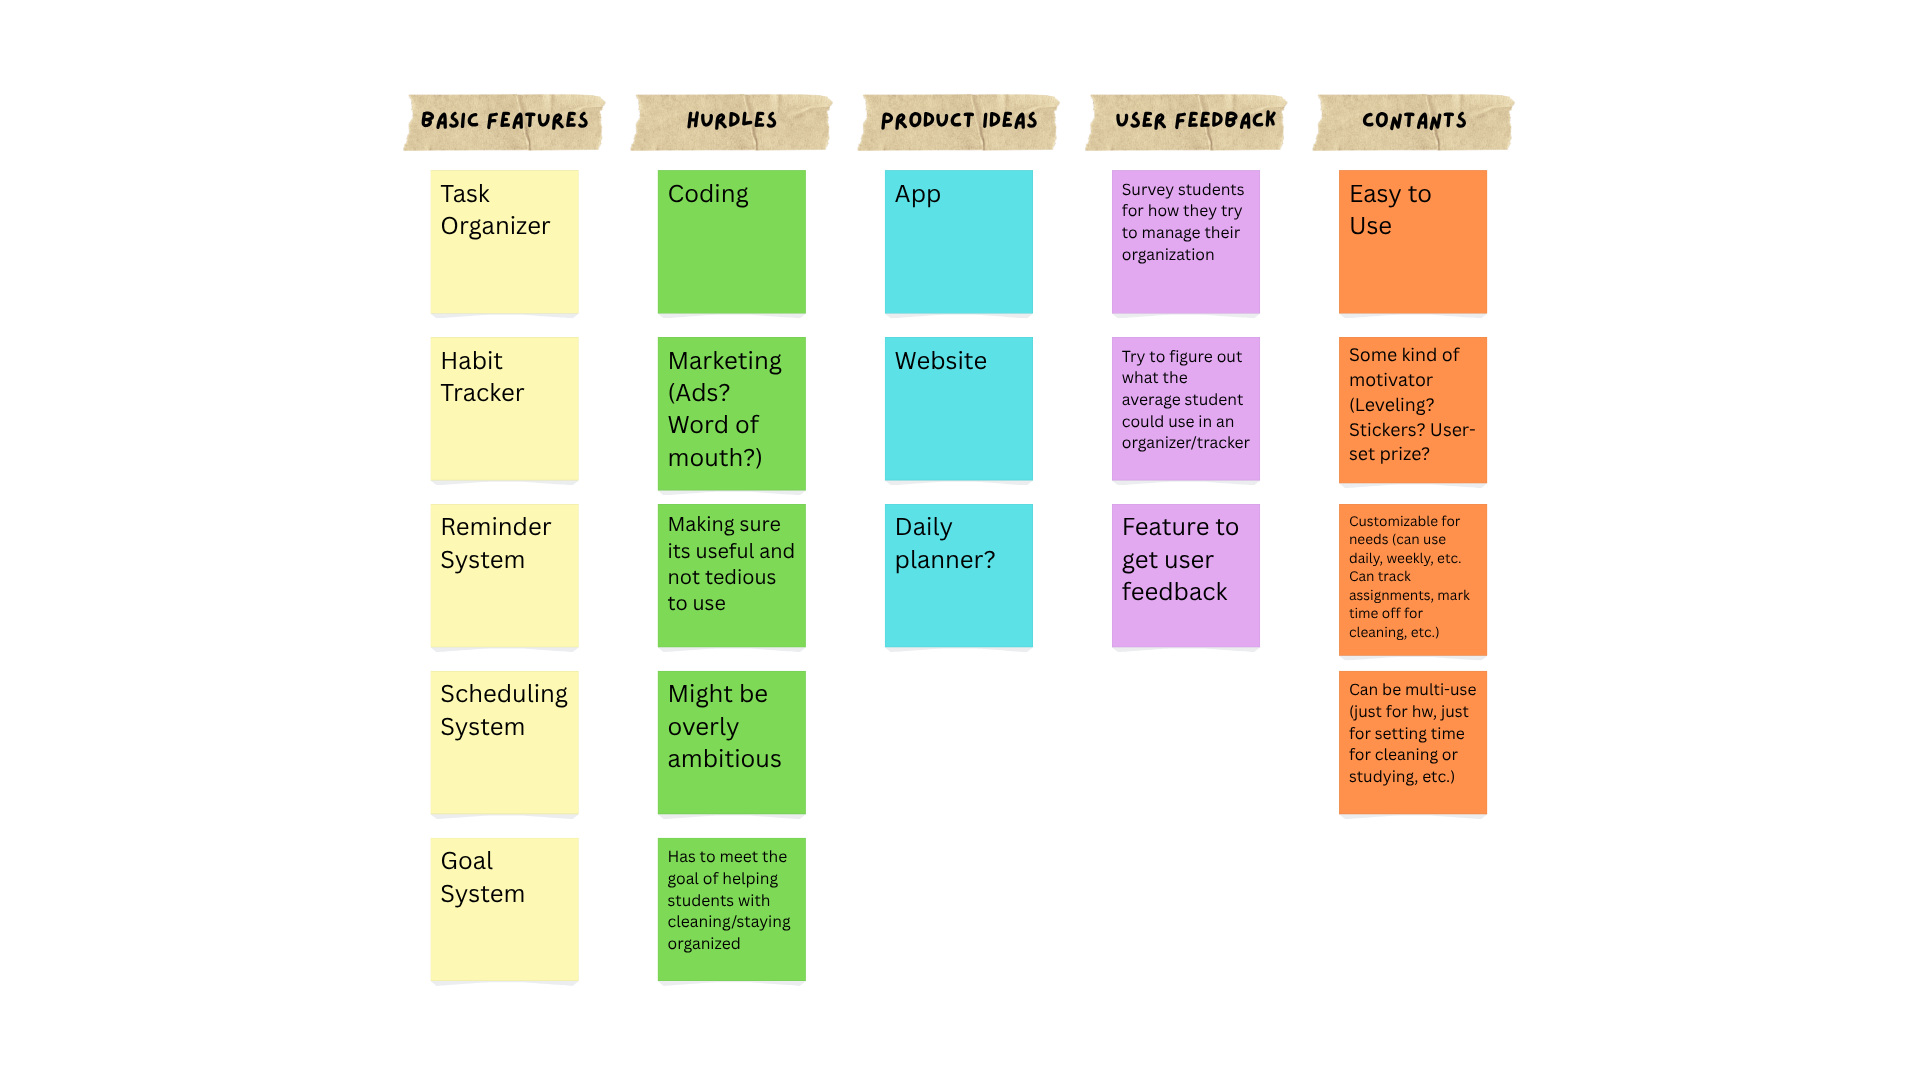 BASIC FEATURES
Task
Organizer
Habit
Tracker
Reminder
System
Scheduling
System
Goal
System
HURDLES
Coding
Marketing
(Ads?
Word of
mouth?)
Making sure
its useful and
not tedious
to use
Might be
overly
ambitious
Has to meet the
goal of helping
students with
cleaning/staying
organized
PRODUCT IDEAS
App
Website
Daily
planner?
USER FEEDBACK
Survey students
for how they try
to manage their
organization
Try to figure out
what the
average student
could use in an
organizer/tracker
Feature to
get user
feedback
CONTANTS
Easy to
Use
Some kind of
motivator
(Leveling?
Stickers? User-
set prize?
Customizable for
needs (can use
daily, weekly, etc.
Can track
assignments, mark
time off for
cleaning, etc.)
Can be multi-use
(just for hw, just
for setting time
for cleaning or
studying, etc.)